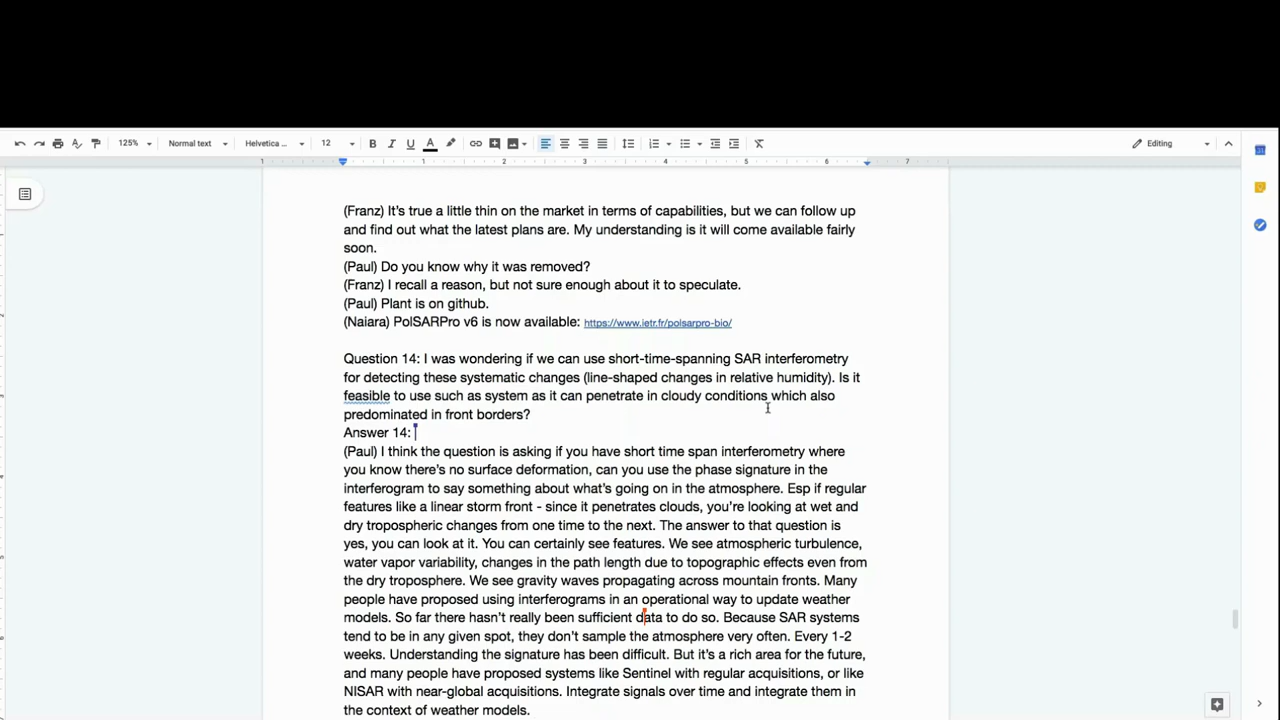 125%
Normal text
Helvetica ...
12
B I U A
Editing
1 1 2 3 4 5 6 7
(Franz) It's true a little thin on the market in terms of capabilities, but we can follow up
and find out what the latest plans are. My understanding is it will come available fairly
soon.
(Paul) Do you know why it was removed?
(Franz) I recall a reason, but not sure enough about it to speculate.
(Paul) Plant is on github.
(Naiara) PolSARPro v6 is now available: https://www.ietr.fr/polsarpro-bio/
Question 14: I was wondering if we can use short-time-spanning SAR interferometry
for detecting these systematic changes (line-shaped changes in relative humidity). Is it
feasible to use such as system as it can penetrate in cloudy conditions which also
predominated in front borders?
Answer 14:
(Paul) I think the question is asking if you have short time span interferometry where
you know there's no surface deformation, can you use the phase signature in the
interferogram to say something about what's going on in the atmosphere. Esp if regular
features like a linear storm front - since it penetrates clouds, you're looking at wet and
dry tropospheric changes from one time to the next. The answer to that question is
yes, you can look at it. You can certainly see features. We see atmospheric turbulence,
water vapor variability, changes in the path length due to topographic effects even from
the dry troposphere. We see gravity waves propagating across mountain fronts. Many
people have proposed using interferograms in an operational way to update weather
models. So far there hasn't really been sufficient data to do so. Because SAR systems
tend to be in any given spot, they don't sample the atmosphere very often. Every 1-2
weeks. Understanding the signature has been difficult. But it's a rich area for the future,
and many people have proposed systems like Sentinel with regular acquisitions, or like
NISAR with near-global acquisitions. Integrate signals over time and integrate them in
the context of weather models.